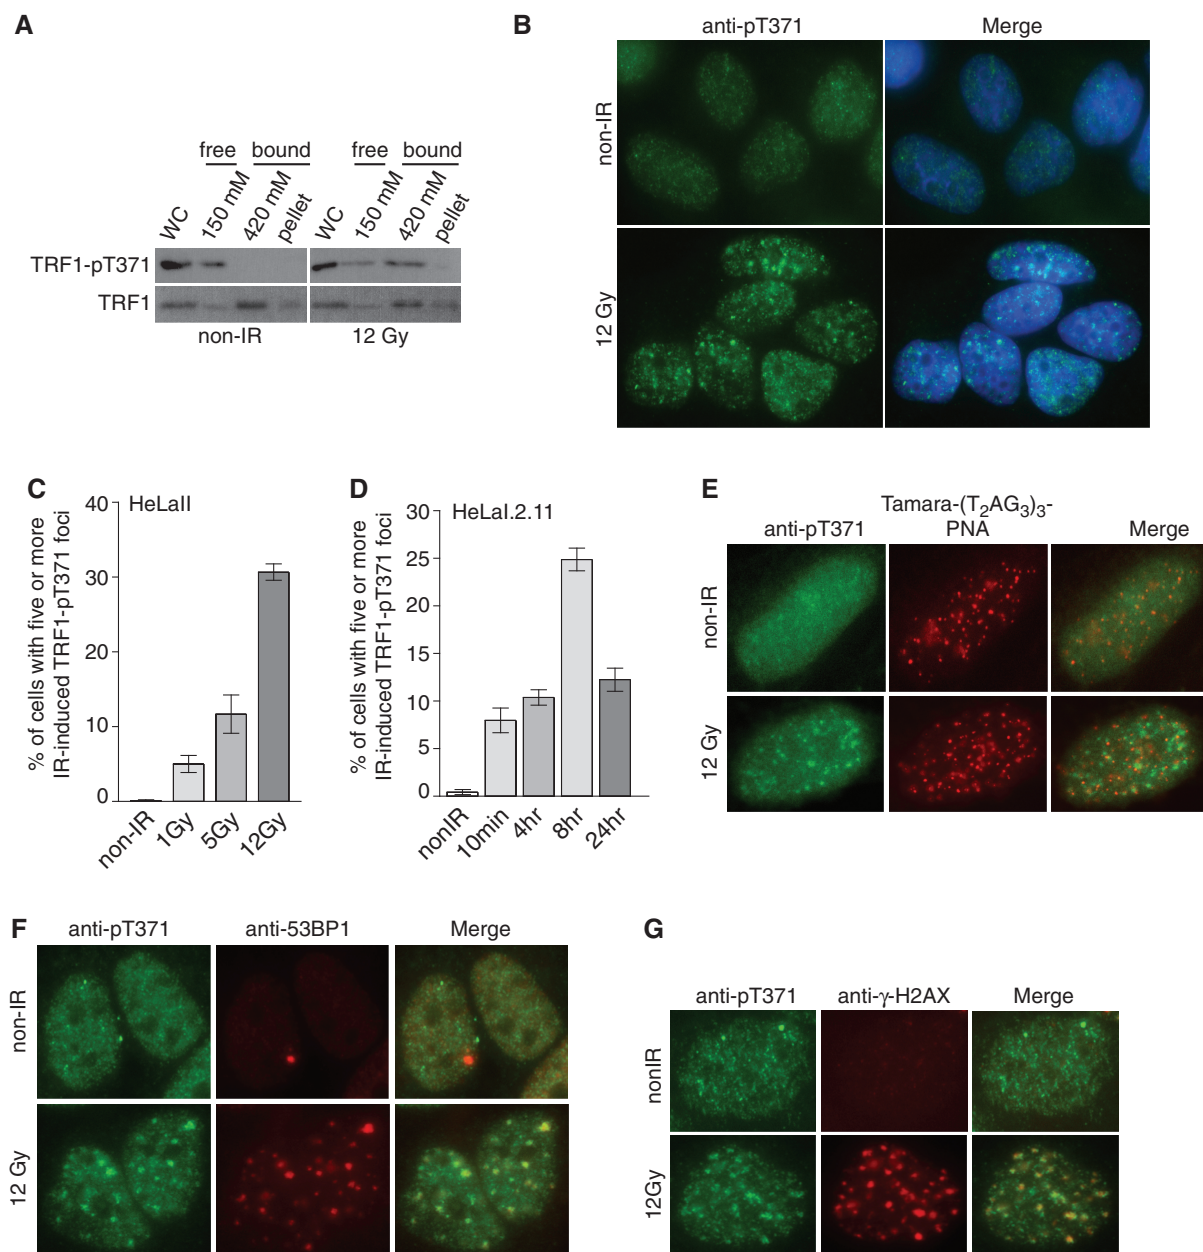 A
free bound
WC 150 mM 420 mM pellet WC 150 mM 420 mM pellet
free bound
TRF1-pT371
TRF1
non-IR 12 Gy
B
anti-pT371 Merge
non-IR
12 Gy
C
HeLaII
% of cells with five or more
IR-induced TRF1-pT371 foci
40
30
20
10
0
non-IR 1Gy 5Gy 12Gy
D
HeLaI.2.11
% of cells with five or more
IR-induced TRF1-pT371 foci
30
25
20
15
10
5
0
nonIR 10min 4hr 8hr 24hr
E
Tamara-(T₂AG₃)₃-
anti-pT371 PNA Merge
non-IR
12 Gy
F
anti-pT371 anti-53BP1 Merge
non-IR
12 Gy
G
anti-pT371 anti-γ-H2AX Merge
nonIR
12Gy